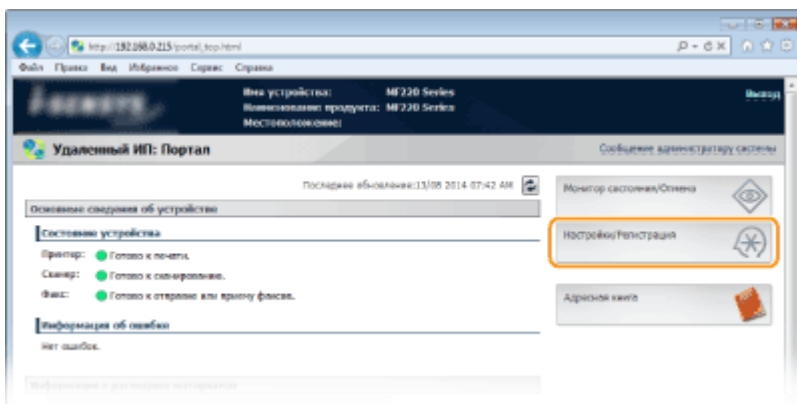 http://192.168.0.215/portal_top.html
Файл Правка Вид Избранное Сервис Справка
Имя устройства: MF220 Series
Наименование продукта: MF220 Series
Местоположение:
Выход
Удаленный ИП: Портал
Сообщение администратору системы
Последнее обновление:13/08 2014 07:42 AM
Основные сведения об устройстве
Состояние устройства
Принтер: Готово к печати.
Сканер: Готово к сканированию.
Факс: Готово к отправке или приему факсов.
Информация об ошибке
Нет ошибок.
Информация о расходных материалах
Монитор состояния/Отмена
Настройки/Регистрация
Адресная книга